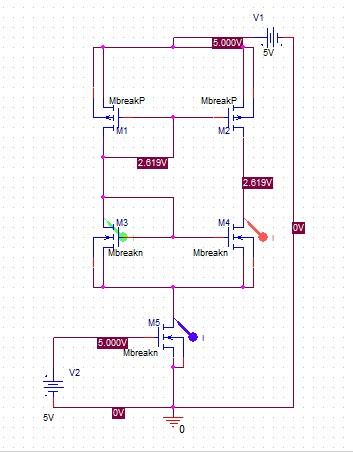 V1
5.000V
5V
MbreakP
MbreakP
M1
M2
2.619V
2.619V
M3
M4
I
I
0V
Mbreakn
Mbreakn
M5
I
5.000V
Mbreakn
V2
5V
0V
0